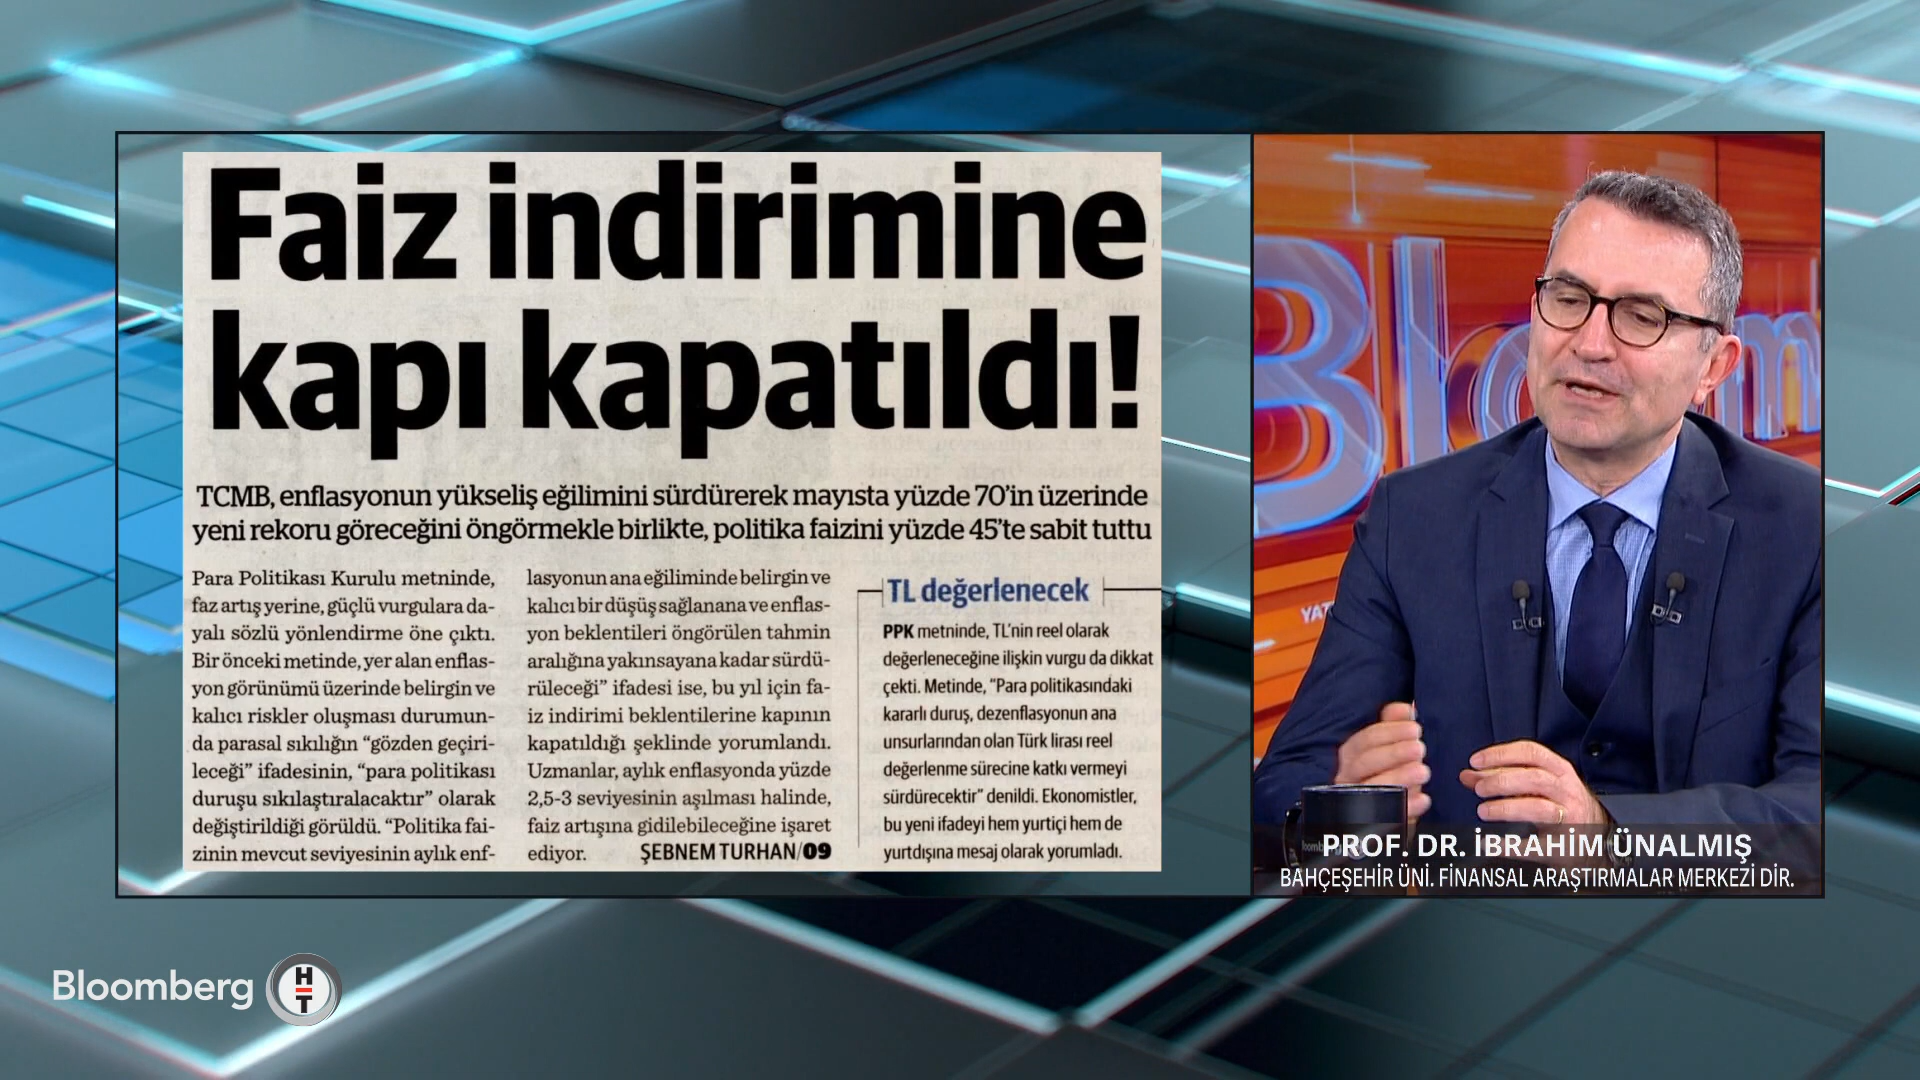 Faiz indirimine
kapı kapatıldı!
TCMB, enflasyonun yükseliş eğilimini sürdürerek mayısta yüzde 70'in üzerinde
yeni rekoru göreceğini öngörmekle birlikte, politika faizini yüzde 45'te sabit tuttu
Para Politikası Kurulu metninde,
faz artış yerine, güçlü vurgulara da-
yalı sözlü yönlendirme öne çıktı.
Bir önceki metinde, yer alan enflas-
yon görünümü üzerinde belirgin ve
kalıcı riskler oluşması durumun-
da parasal sıkılığın “gözden geçiri-
leceği” ifadesinin, “para politikası
duruşu sıkılaştıralacaktır” olarak
değiştirildiği görüldü. “Politika fai-
zinin mevcut seviyesinin aylık enf-
lasyonun ana eğiliminde belirgin ve
kalıcı bir düşüş sağlanana ve enflas-
yon beklentileri öngörülen tahmin
aralığına yakınsayana kadar sürdü-
rüleceği” ifadesi ise, bu yıl için fa-
iz indirimi beklentilerine kapının
kapatıldığı şeklinde yorumlandı.
Uzmanlar, aylık enflasyonda yüzde
2,5-3 seviyesinin aşılması halinde,
faiz artışına gidilebileceğine işaret
ediyor. ŞEBNEM TURHAN/09
TL değerlenecek
PPK metninde, TL'nin reel olarak
değerleneceğine ilişkin vurgu da dikkat
çekti. Metinde, “Para politikasındaki
kararlı duruş, dezenflasyonun ana
unsurlarından olan Türk lirası reel
değerlenme sürecine katkı vermeyi
sürdürecektir” denildi. Ekonomistler,
bu yeni ifadeyi hem yurtiçi hem de
yurtdışına mesaj olarak yorumladı.
Bloom
YAT
PROF. DR. İBRAHİM ÜNALMIŞ
BAHÇEŞEHİR ÜNİ. FİNANSAL ARAŞTIRMALAR MERKEZİ DİR.
Bloomberg HT